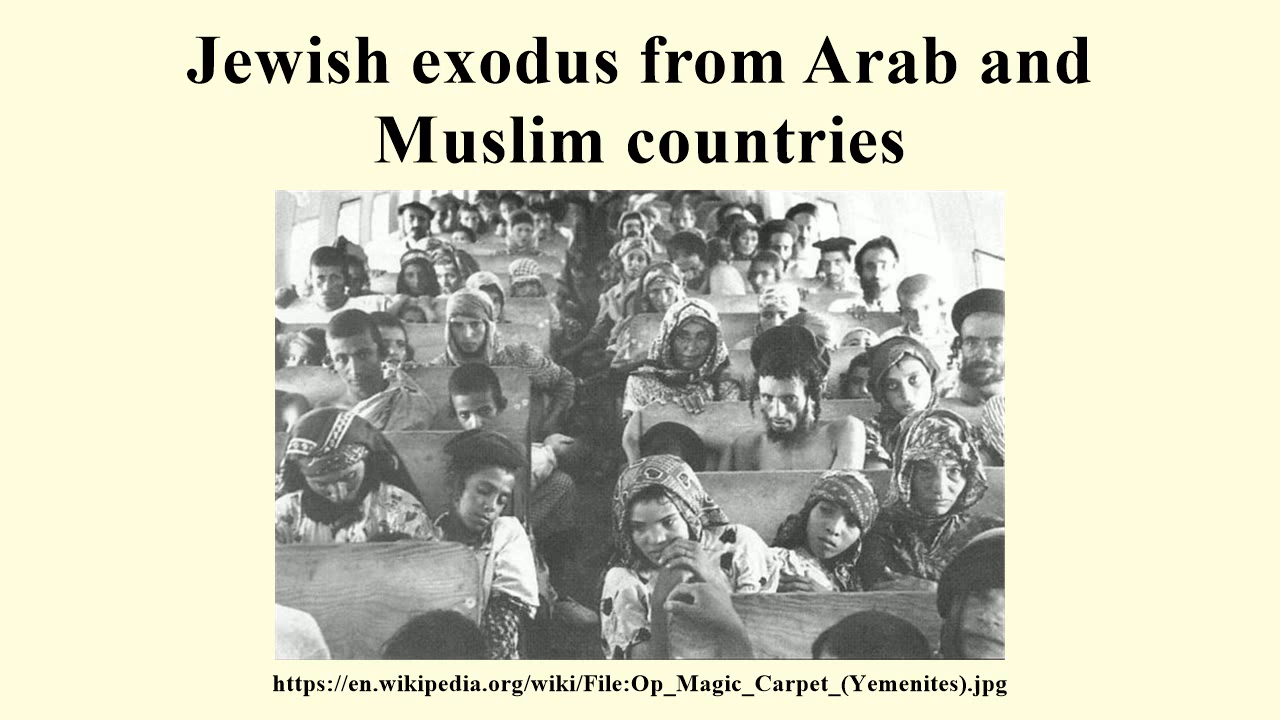 Jewish exodus from Arab and
Muslim countries
https://en.wikipedia.org/wiki/File:Op_Magic_Carpet_(Yemenites).jpg